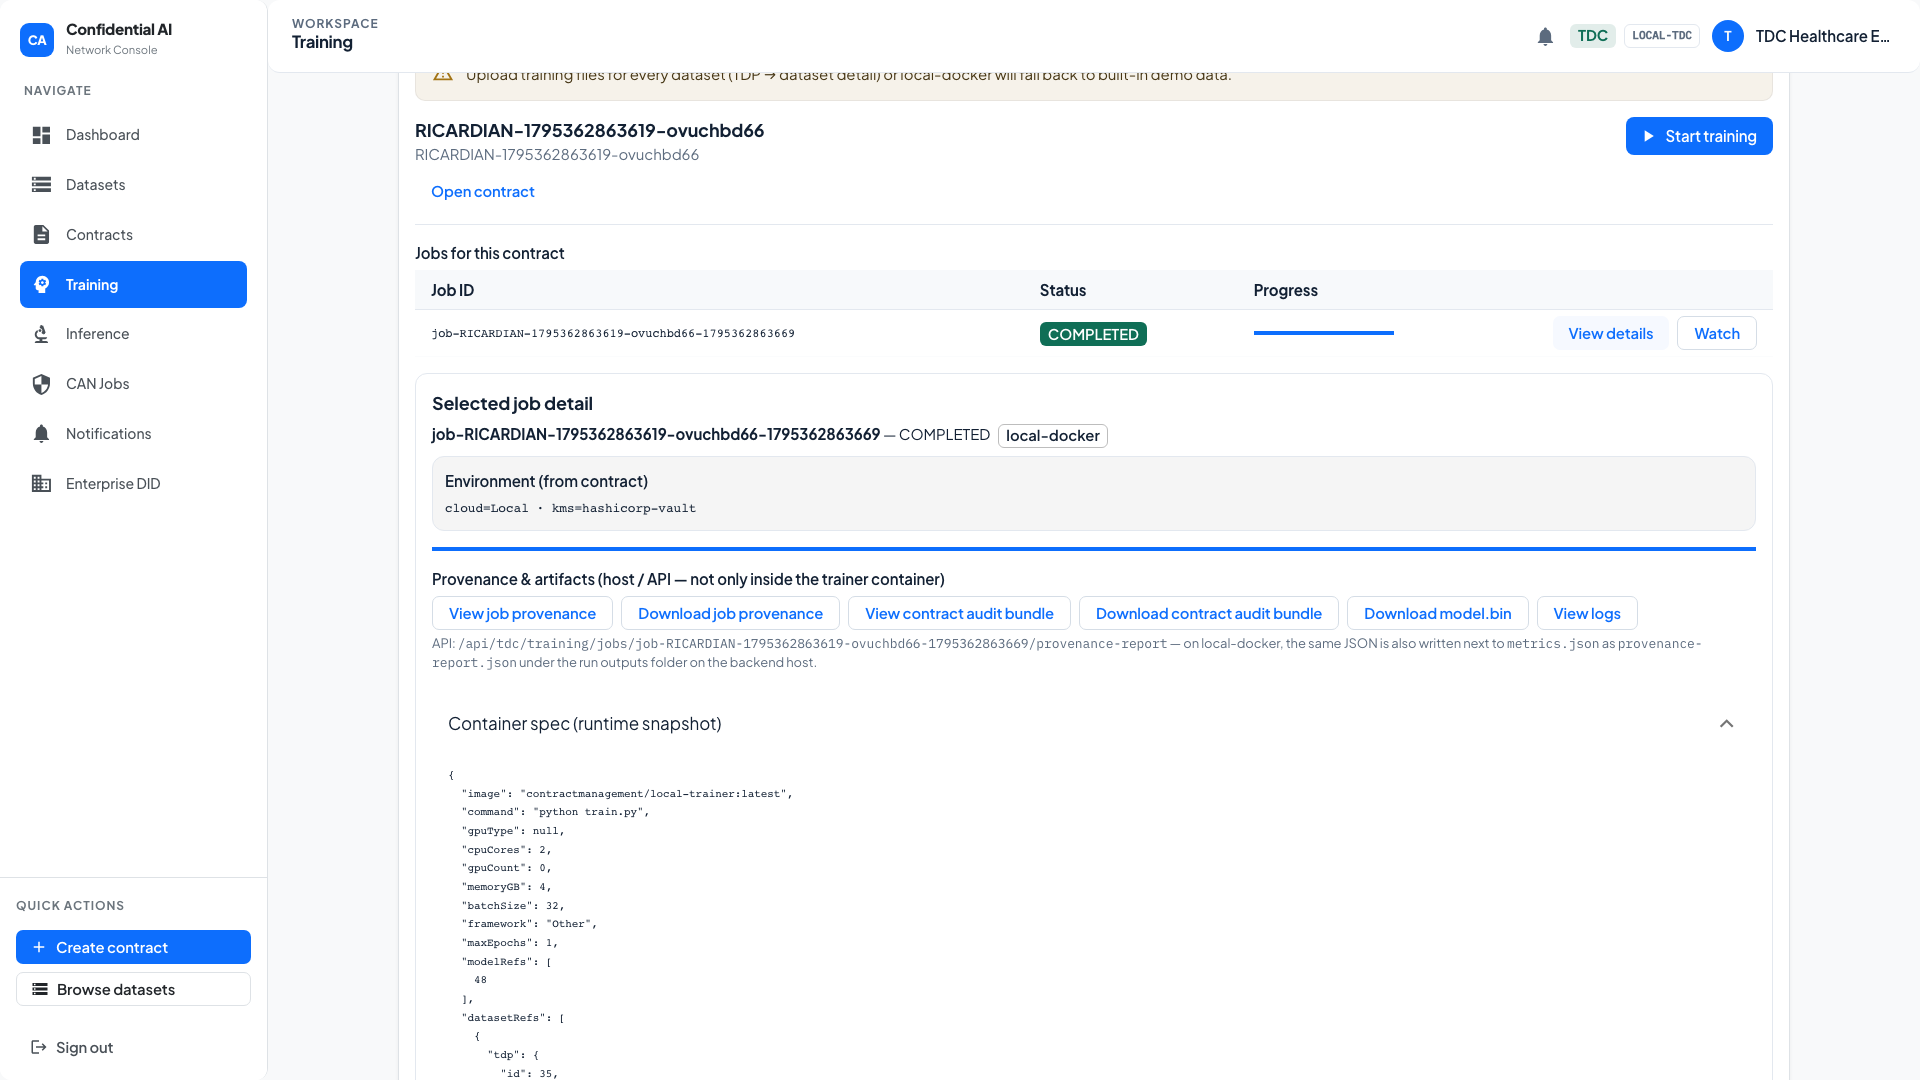 CA
Confidential AI
Network Console
NAVIGATE
Dashboard
Datasets
Contracts
Training
Inference
CAN Jobs
Notifications
Enterprise DID
QUICK ACTIONS
+ Create contract
Browse datasets
Sign out
WORKSPACE
Training
TDC
LOCAL-TDC
T
TDC Healthcare E...
Upload training files for every dataset (TDP → dataset detail) or local-docker will fall back to built-in demo data.
RICARDIAN-1795362863619-ovuchbd66
RICARDIAN-1795362863619-ovuchbd66
Start training
Open contract
Jobs for this contract
Job ID Status Progress
job-RICARDIAN-1795362863619-ovuchbd66-1795362863669 COMPLETED View details Watch
Selected job detail
job-RICARDIAN-1795362863619-ovuchbd66-1795362863669 — COMPLETED local-docker
Environment (from contract)
cloud=Local · kms=hashicorp-vault
Provenance & artifacts (host / API — not only inside the trainer container)
View job provenance Download job provenance View contract audit bundle Download contract audit bundle Download model.bin View logs
API: /api/tdc/training/jobs/job-RICARDIAN-1795362863619-ovuchbd66-1795362863669/provenance-report — on local-docker, the same JSON is also written next to metrics.json as provenance-
report.json under the run outputs folder on the backend host.
Container spec (runtime snapshot)
{
"image": "contractmanagement/local-trainer:latest",
"command": "python train.py",
"gpuType": null,
"cpuCores": 2,
"gpuCount": 0,
"memoryGB": 4,
"batchSize": 32,
"framework": "Other",
"maxEpochs": 1,
"modelRefs": [
48
],
"datasetRefs": [
{
"tdp": {
"id": 35,